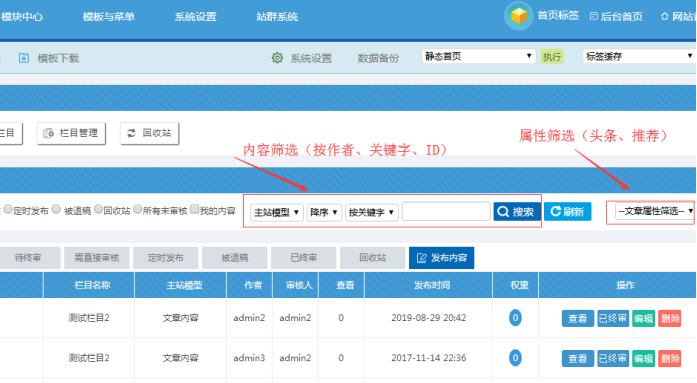 模块中心 模板与菜单 系统设置 站群系统 首页标签 后台首页 网站首
模板下载 系统设置 数据备份 静态首页 执行 标签缓存
栏目 栏目管理 回收站
内容筛选（按作者、关键字、ID） 属性筛选（头条、推荐）
定时发布 被退稿 回收站 所有未审核 我的内容 主站模型 降序 按关键字 搜索 刷新 --文章属性筛选--
待终审 需直接审核 定时发布 被退稿 已终审 回收站 发布内容
栏目名称 主站模型 作者 审核人 查看 发布时间 权重 操作
测试栏目2 文章内容 admin2 admin2 0 2019-08-29 20:42 0 查看 已终审 编辑 删除
测试栏目2 文章内容 admin3 admin2 0 2017-11-14 22:36 0 查看 已终审 编辑 删除